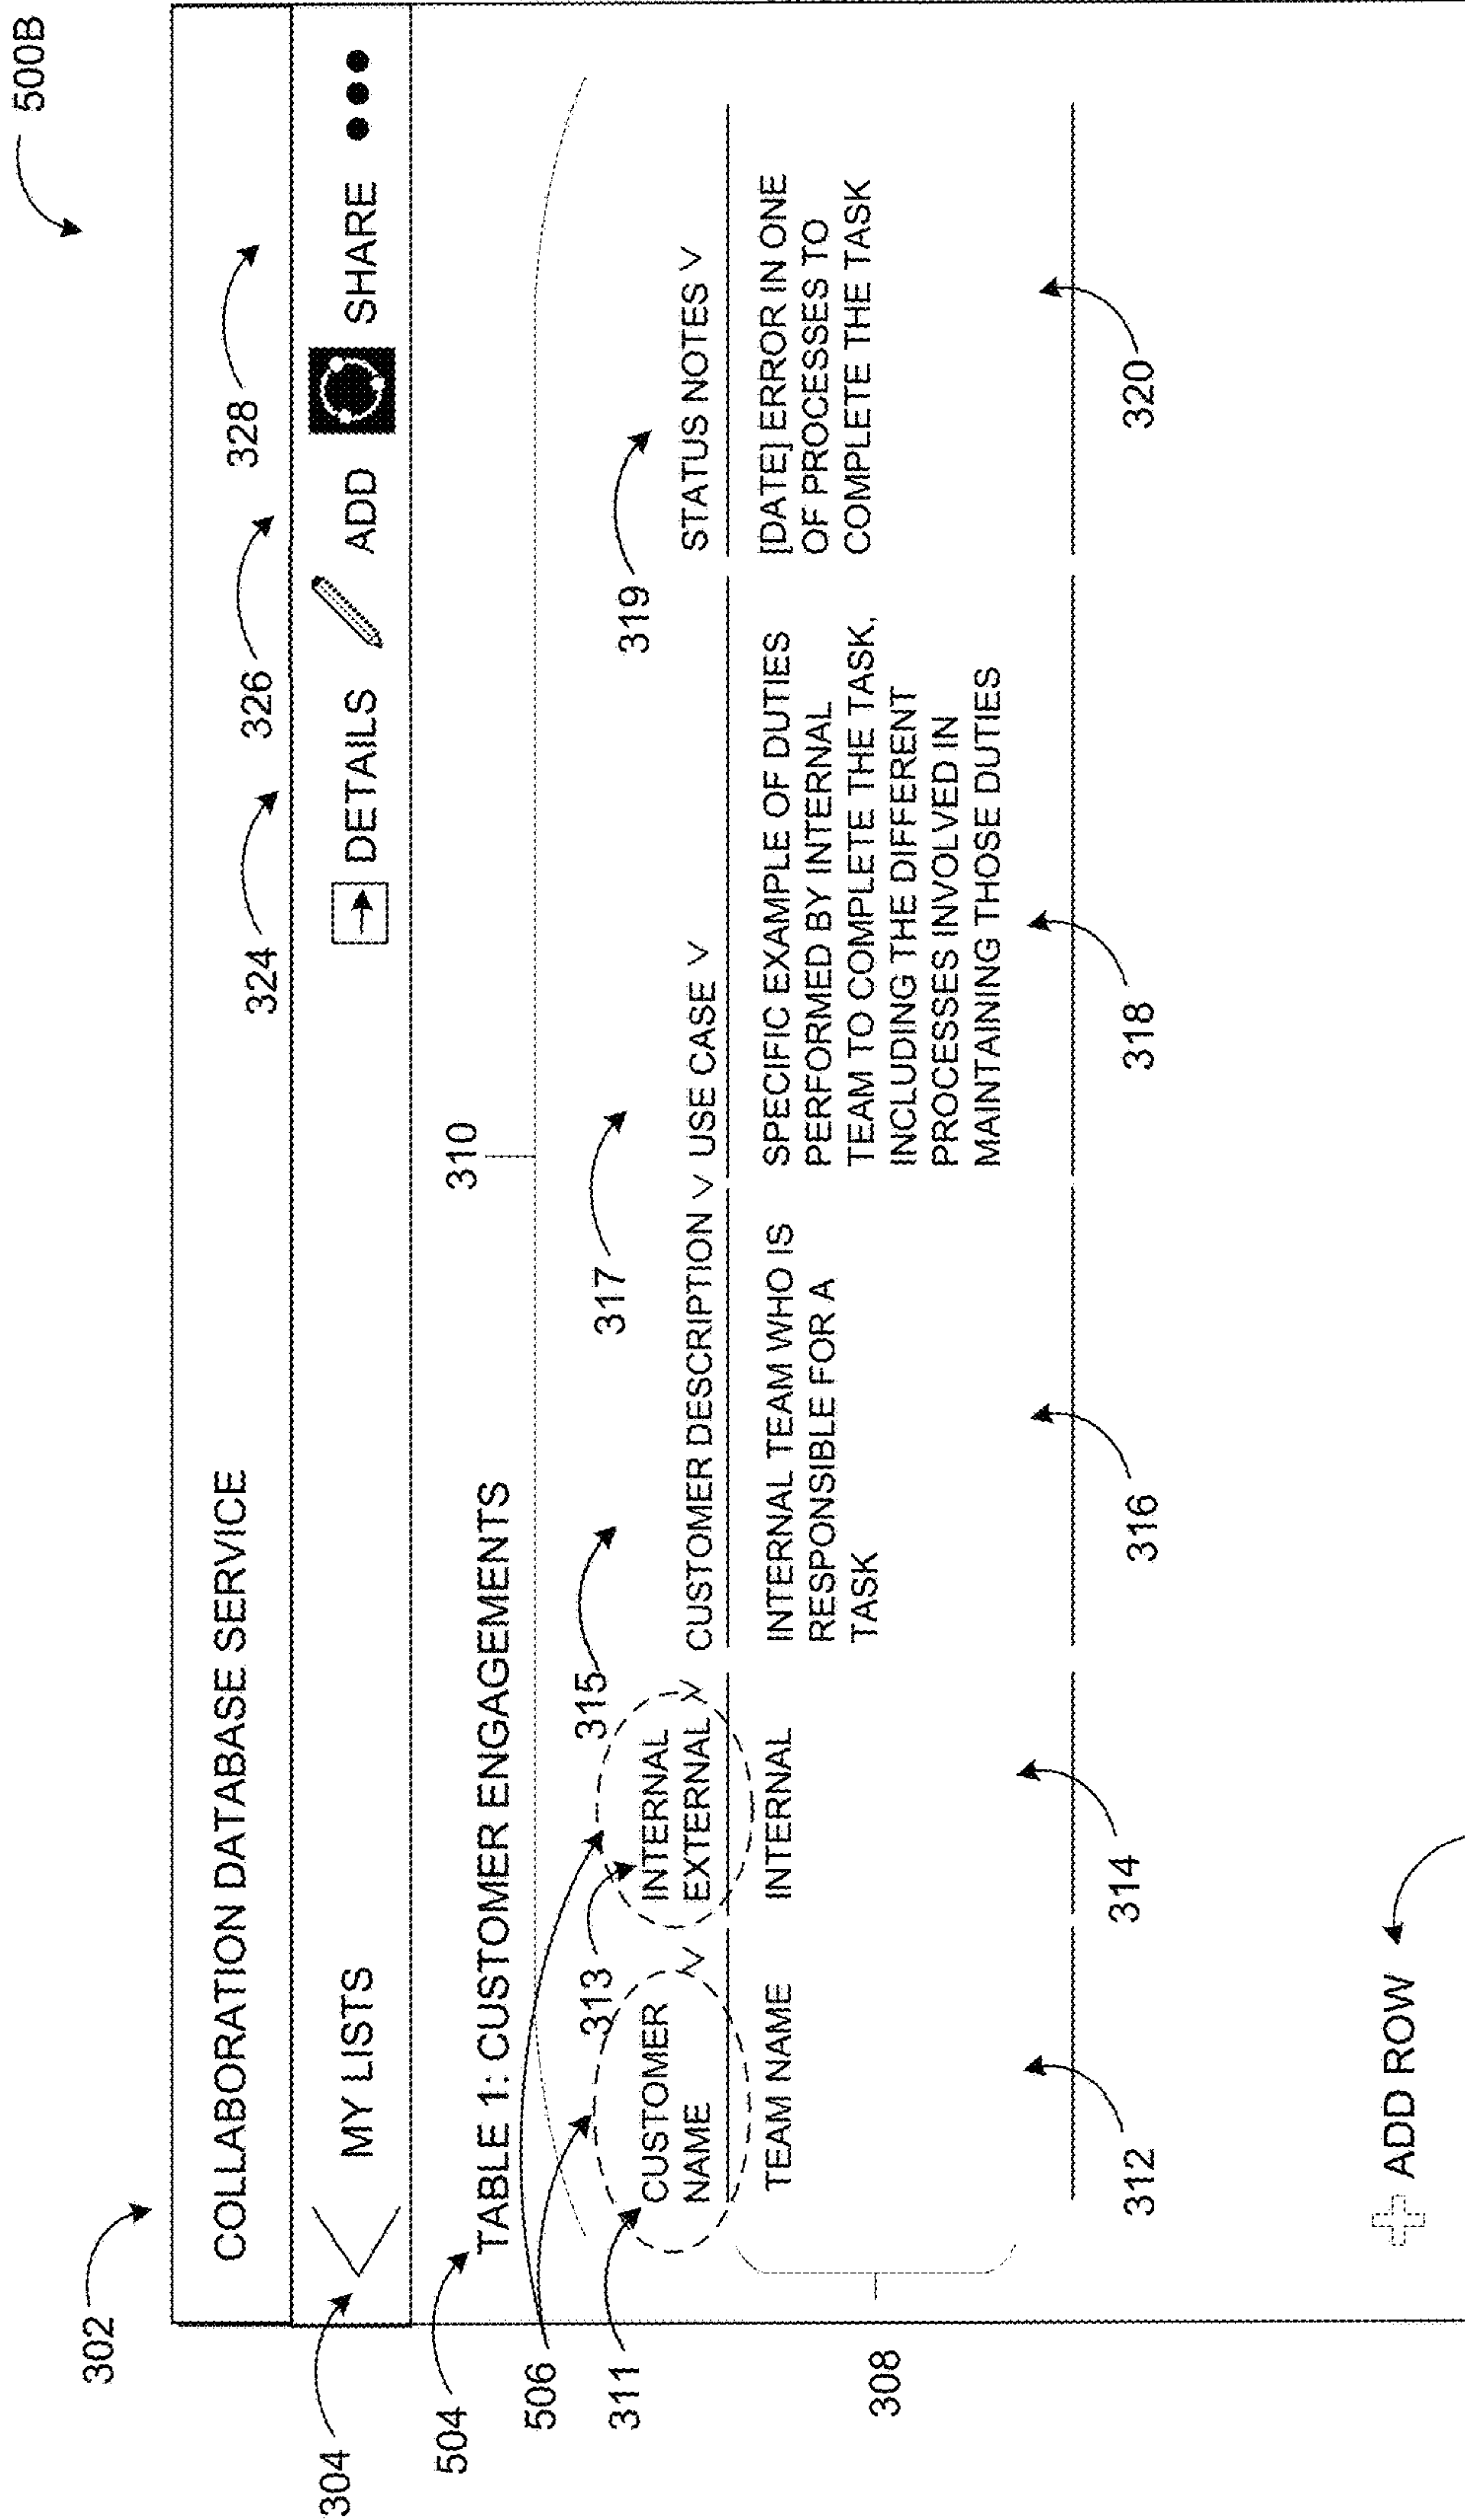 500B
302
COLLABORATION DATABASE SERVICE
304
324
326
328
MY LISTS
DETAILS
ADD
SHARE
504
TABLE 1: CUSTOMER ENGAGEMENTS
310
506
311
313
315
317
319
CUSTOMER
NAME V
INTERNAL
EXTERNAL V
CUSTOMER DESCRIPTION V
USE CASE V
STATUS NOTES V
308
TEAM NAME
INTERNAL
INTERNAL TEAM WHO IS
RESPONSIBLE FOR A
TASK
SPECIFIC EXAMPLE OF DUTIES
PERFORMED BY INTERNAL
TEAM TO COMPLETE THE TASK,
INCLUDING THE DIFFERENT
PROCESSES INVOLVED IN
MAINTAINING THOSE DUTIES
[DATE] ERROR IN ONE
OF PROCESSES TO
COMPLETE THE TASK
312
314
316
318
320
ADD ROW